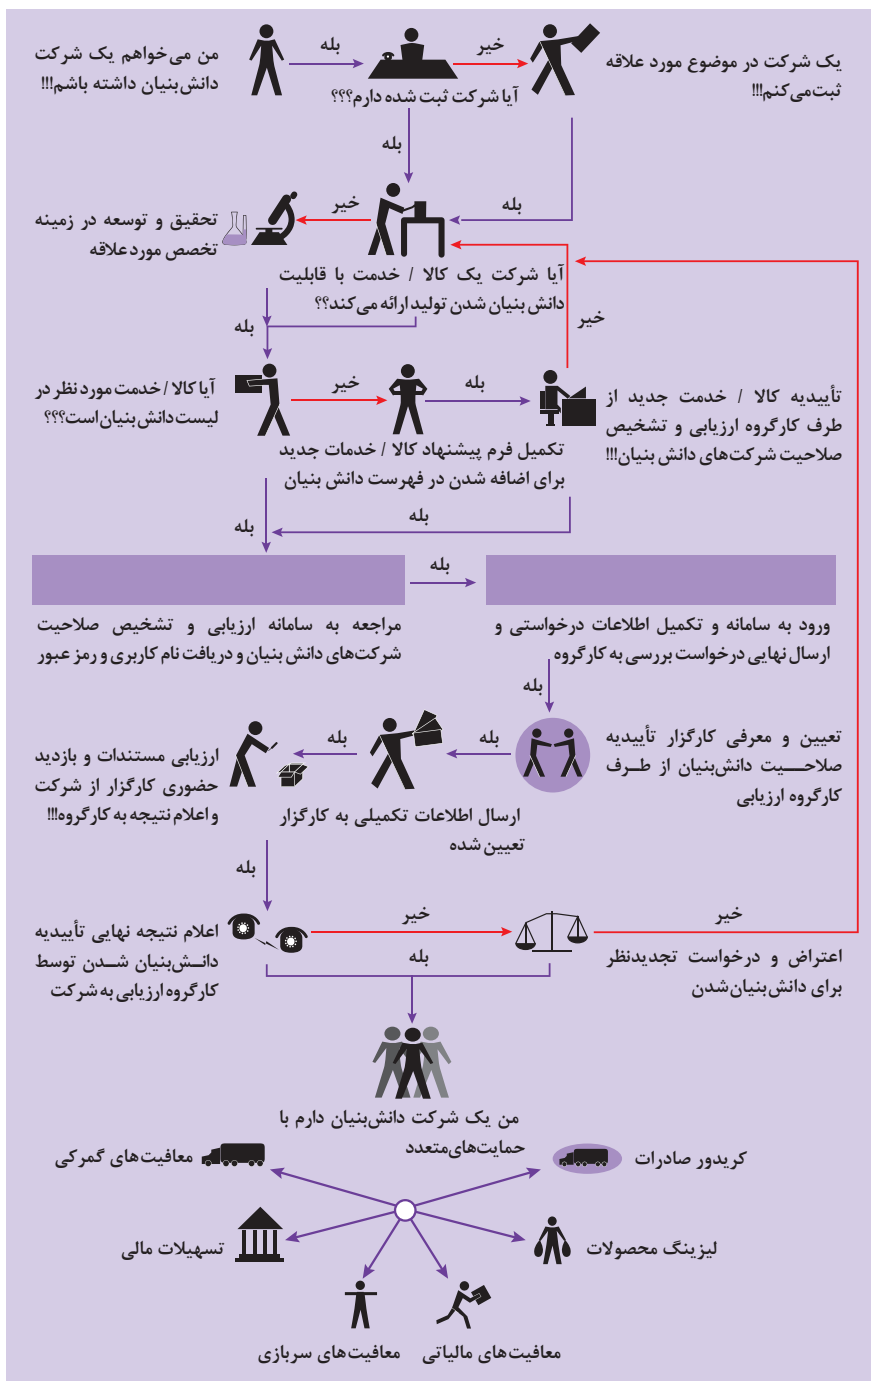 من می‌خواهم یک شرکت
دانش‌بنیان داشته باشم!!!
بله
آیا شرکت ثبت شده دارم؟؟؟
خیر
یک شرکت در موضوع مورد علاقه
ثبت‌می‌کنم!!!
بله
بله
تحقیق و توسعه در زمینه
تخصص مورد علاقه
خیر
آیا شرکت یک کالا / خدمت با قابلیت
دانش‌بنیان شدن تولید ارائه می‌کند؟؟
خیر
بله
آیا کالا / خدمت مورد نظر در
لیست دانش‌بنیان است؟؟؟
خیر
تکمیل فرم پیشنهاد کالا / خدمات جدید
برای اضافه شدن در فهرست دانش بنیان
بله
تأییدیه کالا / خدمت جدید از
طرف کارگروه ارزیابی و تشخیص
صلاحیت شرکت‌های دانش بنیان!!!
بله
بله
مراجعه به سامانه ارزیابی و تشخیص صلاحیت
شرکت‌های دانش بنیان و دریافت نام کاربری و رمز عبور
بله
ورود به سامانه و تکمیل اطلاعات درخواستی و
ارسال نهایی درخواست بررسی به کارگروه
بله
تعیین و معرفی کارگزار تأییدیه
صلاحیت دانش‌بنیان از طرف
کارگروه ارزیابی
بله
ارسال اطلاعات تکمیلی به کارگزار
تعیین شده
بله
ارزیابی مستندات و بازدید
حضوری کارگزار از شرکت
و اعلام نتیجه به کارگروه!!!
بله
اعلام نتیجه نهایی تأییدیه
دانش‌بنیان شدن توسط
کارگروه ارزیابی به شرکت
خیر
بله
اعتراض و درخواست تجدیدنظر
برای دانش‌بنیان‌شدن
خیر
من یک شرکت دانش‌بنیان دارم با
حمایت‌های‌متعدد
کریدور صادرات
معافیت‌های گمرکی
لیزینگ محصولات
تسهیلات مالی
معافیت‌های مالیاتی
معافیت‌های سربازی